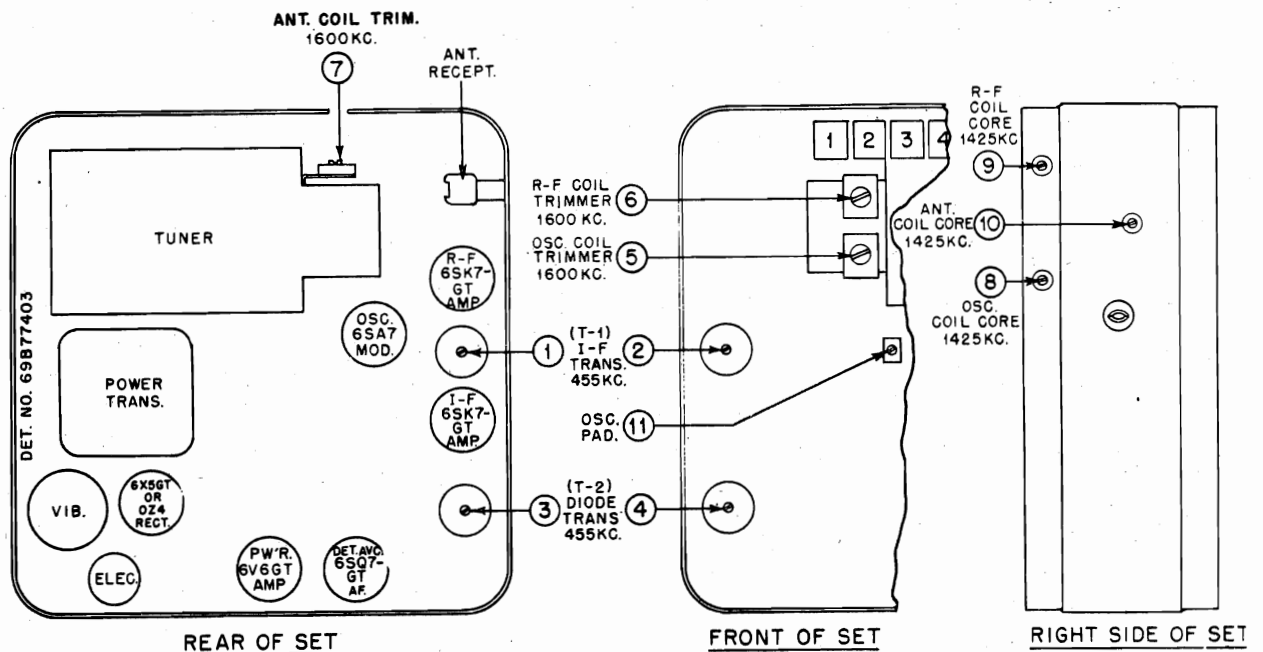 ANT. COIL TRIM.
1600KC.
7
ANT.
RECEPT.
TUNER
R-F
6SK7-
GT
AMP.
OSC.
6SA7
MOD.
POWER
TRANS.
I-F
6SK7-
GT
AMP.
DET. NO. 69B77403
VIB.
6X5GT
OR
OZ4
RECT.
ELEC.
PW'R.
6V6GT
AMP
DET. AVC.
6SQ7-
GT
AF.
REAR OF SET
1 2 3 4
R-F COIL
TRIMMER
1600 KC.
6
OSC. COIL
TRIMMER
1600KC.
5
1
(T-1)
I-F
TRANS.
455KC.
2
OSC.
PAD.
11
3
(T-2)
DIODE
TRANS
455KC.
4
FRONT OF SET
R-F
COIL
CORE
1425KC
9
ANT.
COIL CORE
1425KC.
10
8
OSC.
COIL CORE
1425KC.
RIGHT SIDE OF SET